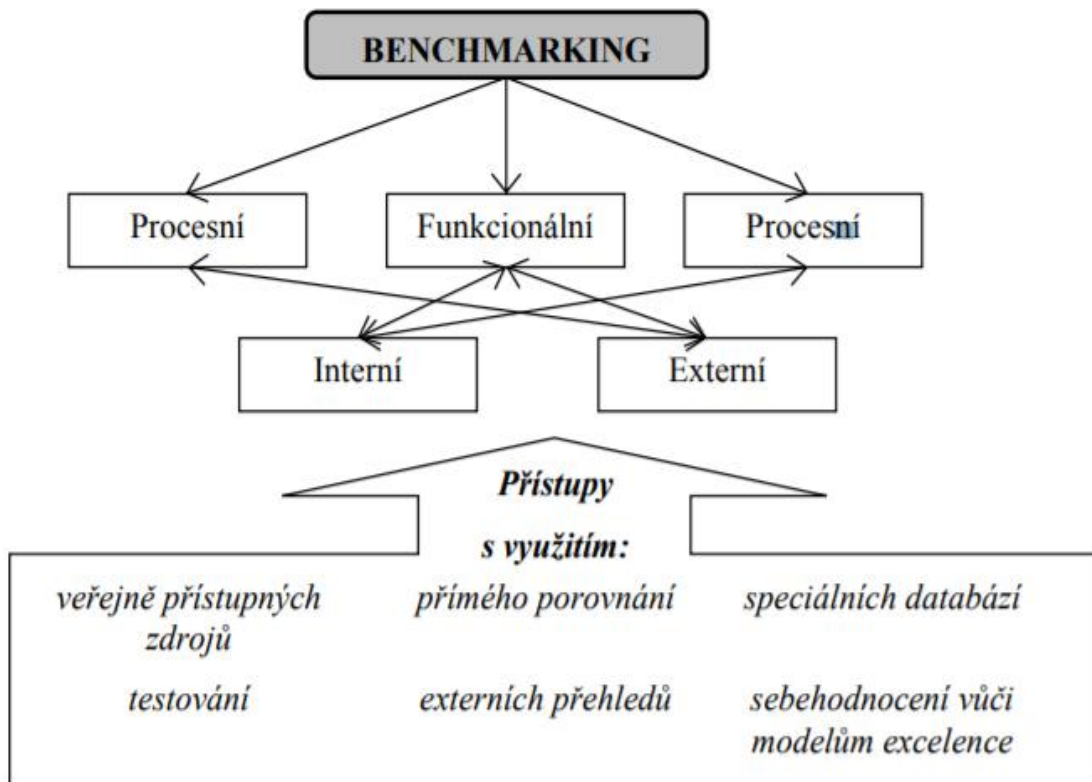 BENCHMARKING
Procesní Funkcionální Procesní
Interní Externí
Přístupy
s využitím:
veřejně přístupných přímého porovnání speciálních databází
zdrojů
testování externích přehledů sebehodnocení vůči
modelům excelence